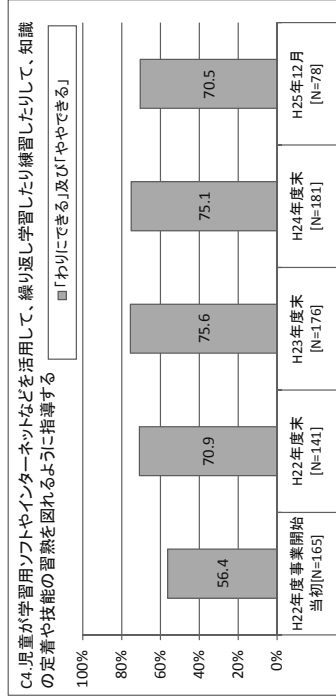 C4.児童が学習用ソフトやインターネットなどを活用して、繰り返し学習したり練習したりして、知識
の定着や技能の習熟を図れるように指導する
「わりにできる」及び「ややできる」
100%
80%
60%
40%
20%
0%
56.4
70.9
75.6
75.1
70.5
H22年度事業開始
当初[N=165]
H22年度末
[N=141]
H23年度末
[N=176]
H24年度末
[N=181]
H25年12月
[N=78]